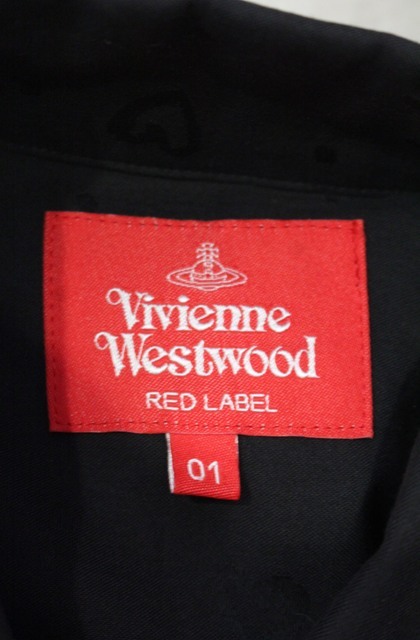 Vivienne
Westwood
RED LABEL
01